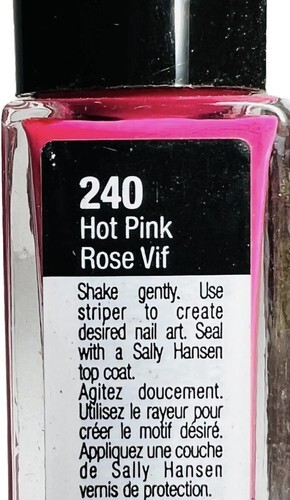 240
Hot Pink
Rose Vif
Shake gently. Use
striper to create
desired nail art. Seal
with a Sally Hansen
top coat.
Agitez doucement.
Utilisez le rayeur pour
créer le motif désiré.
Appliquez une couche
de Sally Hansen
vernis de protection.